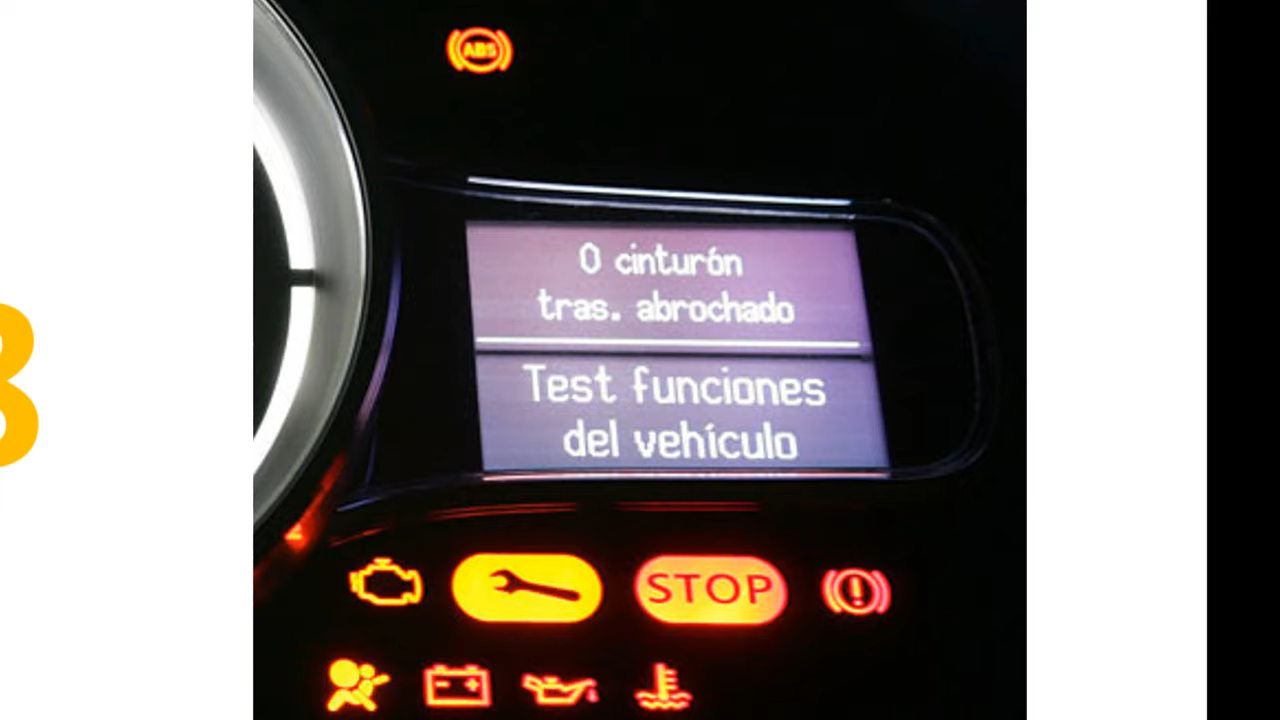 ABS
0 cinturón
tras. abrochado
Test funciones
del vehículo
STOP